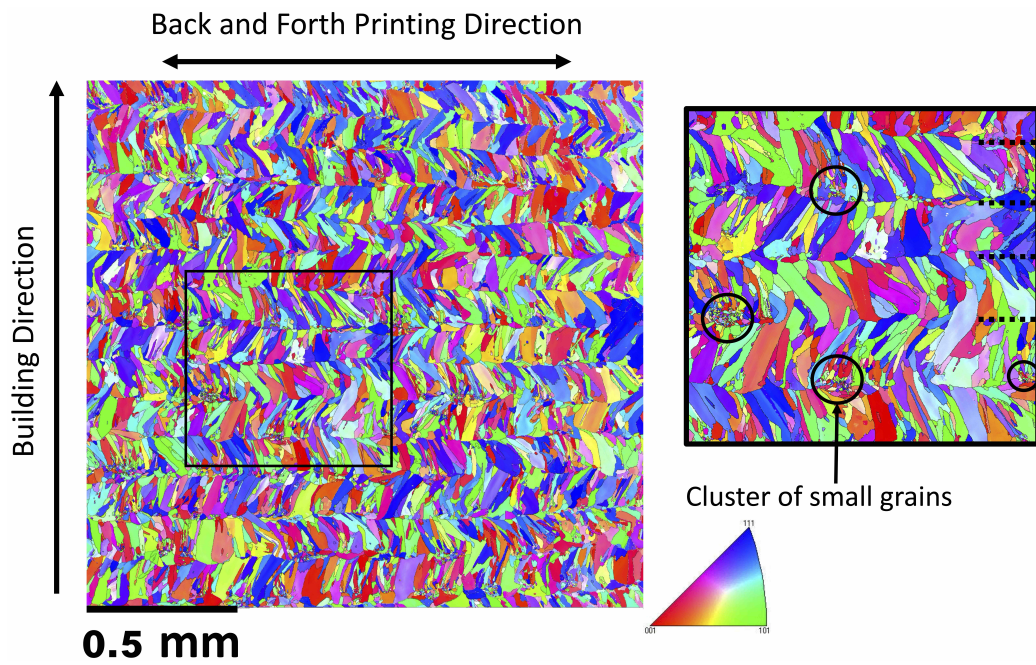 Back and Forth Printing Direction
Building Direction
Cluster of small grains
111
001
101
0.5 mm